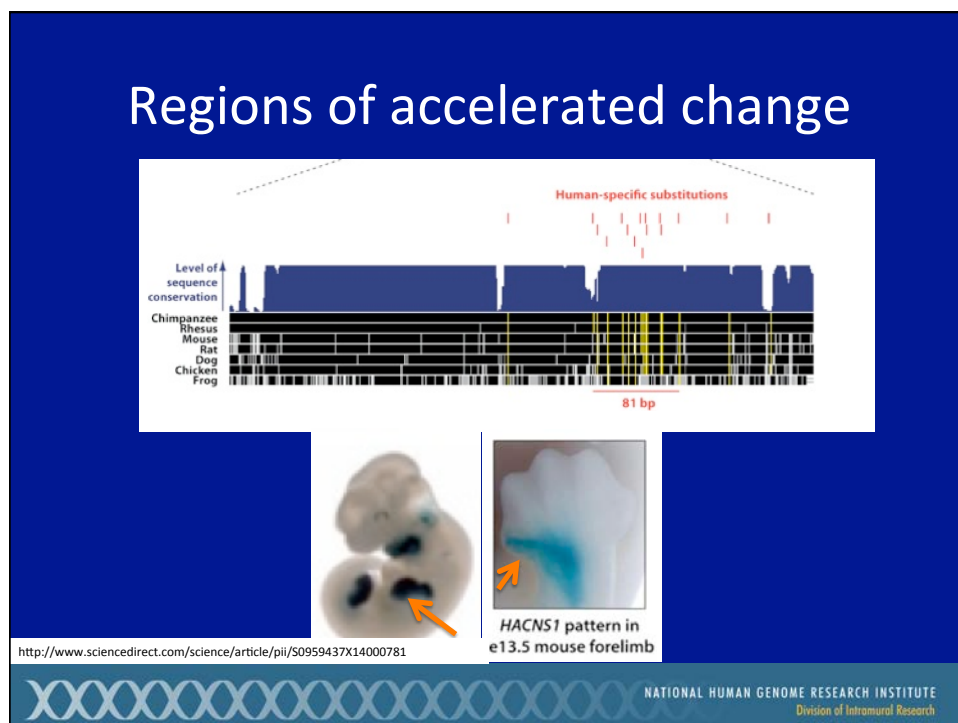 Regions of accelerated change
Human-specific substitutions
Level of
sequence
conservation
Chimpanzee
Rhesus
Mouse
Rat
Dog
Chicken
Frog
81 bp
HACNS1 pattern in
e13.5 mouse forelimb
http://www.sciencedirect.com/science/article/pii/S0959437X14000781
NATIONAL HUMAN GENOME RESEARCH INSTITUTE
Division of Intramural Research